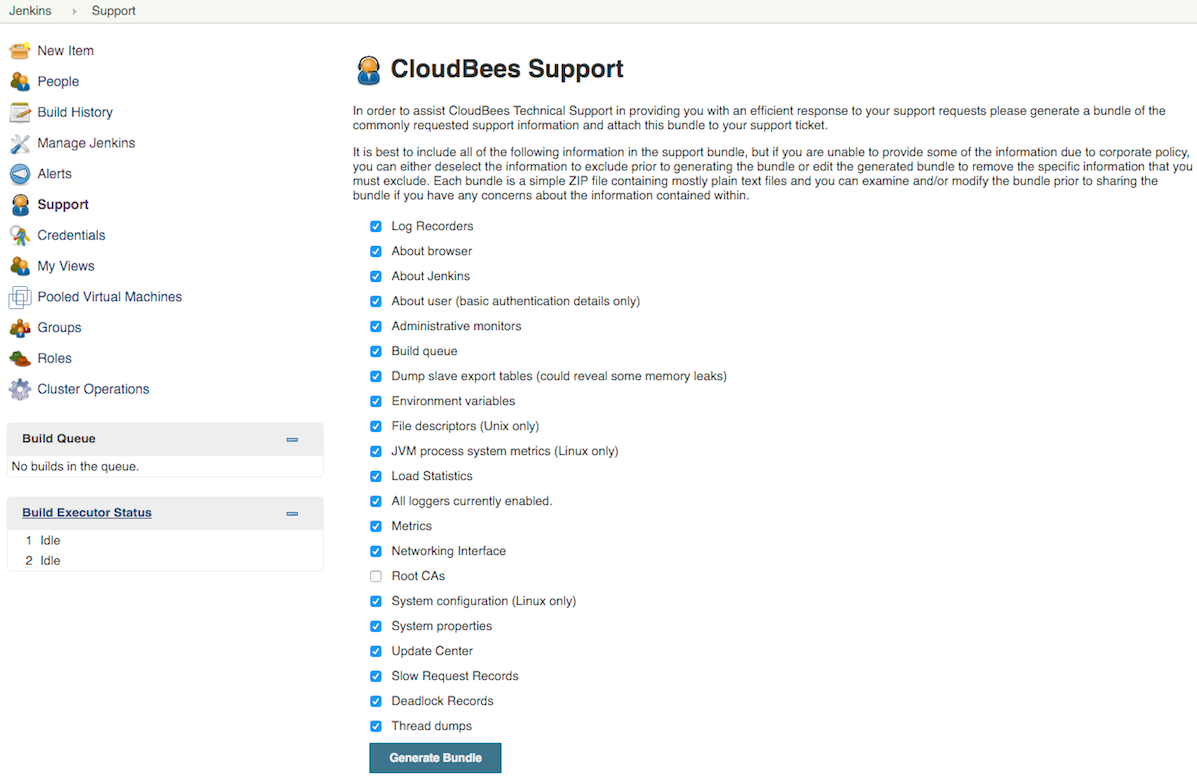 Jenkins Support
New Item
People
Build History
Manage Jenkins
Alerts
Support
Credentials
My Views
Pooled Virtual Machines
Groups
Roles
Cluster Operations
Build Queue
No builds in the queue.
Build Executor Status
1 Idle
2 Idle
CloudBees Support
In order to assist CloudBees Technical Support in providing you with an efficient response to your support requests please generate a bundle of the
commonly requested support information and attach this bundle to your support ticket.
It is best to include all of the following information in the support bundle, but if you are unable to provide some of the information due to corporate policy,
you can either deselect the information to exclude prior to generating the bundle or edit the generated bundle to remove the specific information that you
must exclude. Each bundle is a simple ZIP file containing mostly plain text files and you can examine and/or modify the bundle prior to sharing the
bundle if you have any concerns about the information contained within.
Log Recorders
About browser
About Jenkins
About user (basic authentication details only)
Administrative monitors
Build queue
Dump slave export tables (could reveal some memory leaks)
Environment variables
File descriptors (Unix only)
JVM process system metrics (Linux only)
Load Statistics
All loggers currently enabled.
Metrics
Networking Interface
Root CAs
System configuration (Linux only)
System properties
Update Center
Slow Request Records
Deadlock Records
Thread dumps
Generate Bundle